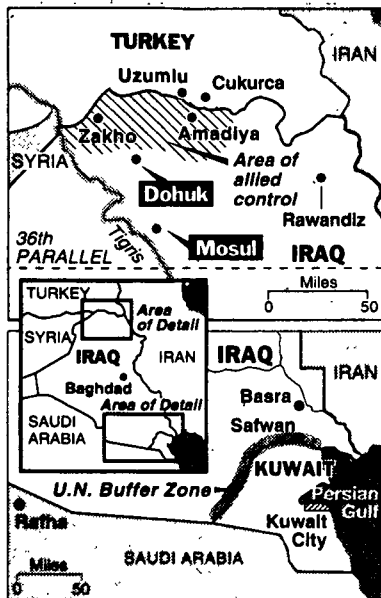 TURKEY
IRAN
Uzumlu
Cukurca
Zakho
Amadiya
SYRIA
Area of
allied
control
Dohuk
Rawandiz
Tigris
36th
PARALLEL
Mosul
IRAQ
Miles
0 50
TURKEY
Area
of Detail
SYRIA
IRAQ
IRAN
Baghdad
Area of Detail
SAUDI
ARABIA
IRAQ
IRAN
Basra
Safwan
KUWAIT
U.N. Buffer Zone
Persian
Gulf
Rafha
Kuwait
City
Miles
0 50
SAUDI ARABIA